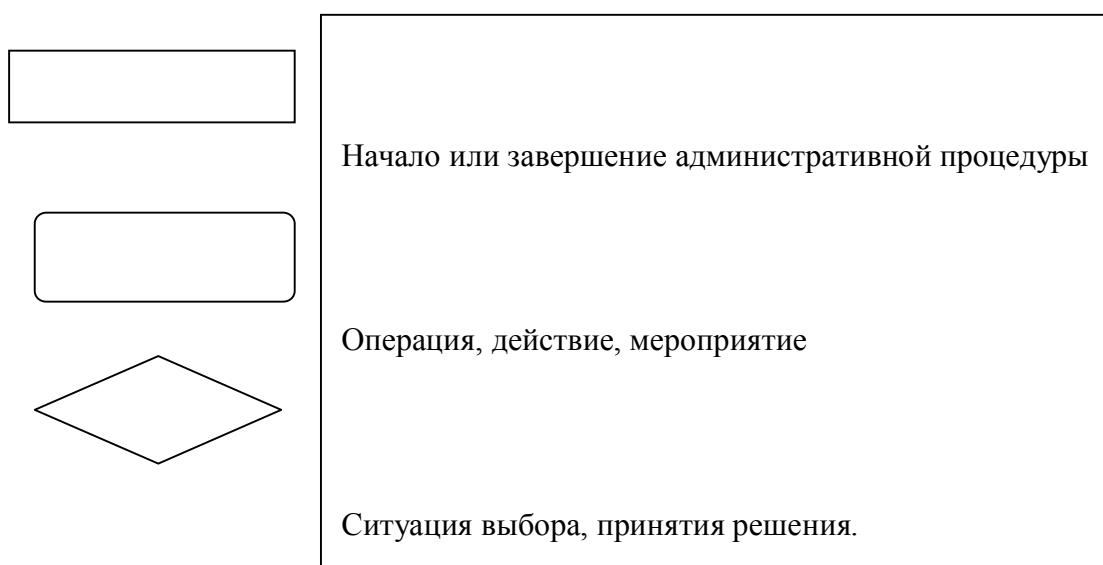 Начало или завершение административной процедуры
Операция, действие, мероприятие
Ситуация выбора, принятия решения.